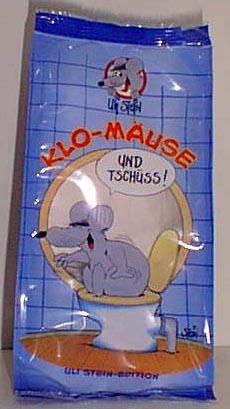 ULI STEIN
KLO-MÄUSE
UND
TSCHÜSS!
ULI STEIN-EDITION